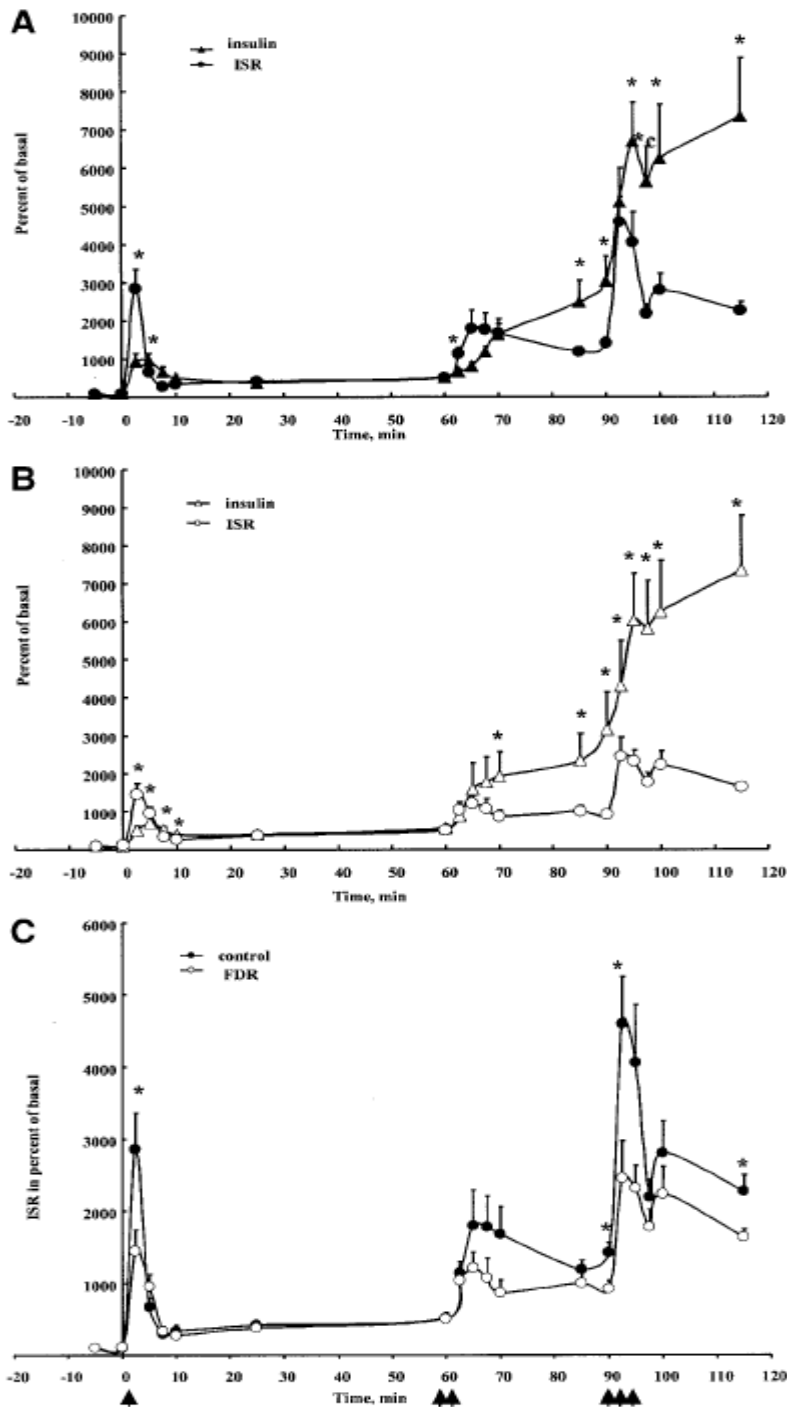 A
10000
9000
8000
7000
6000
5000
4000
3000
2000
1000
Percent of basal
insulin
ISR
* * * * * * * * *
-20 -10 0 10 20 30 40 50 60 70 80 90 100 110 120
Time, min
B
10000
9000
8000
7000
6000
5000
4000
3000
2000
1000
Percent of basal
insulin
ISR
* * * * * * * * * * * *
-20 -10 0 10 20 30 40 50 60 70 80 90 100 110 120
Time, min
C
6000
5000
4000
3000
2000
1000
ISR in percent of basal
control
FDR
* * * *
-20 -10 0 10 20 30 40 50 60 70 80 90 100 110 120
Time, min